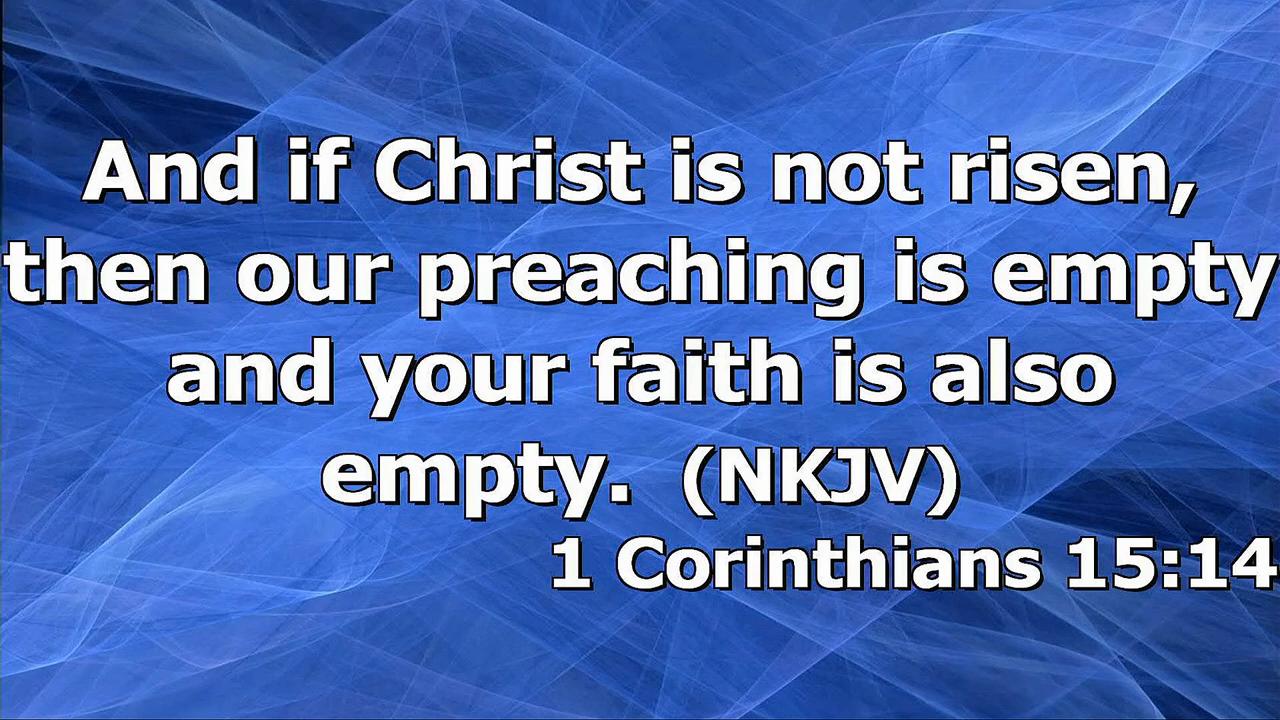 And if Christ is not risen,
then our preaching is empty
and your faith is also
empty. (NKJV)
1 Corinthians 15:14